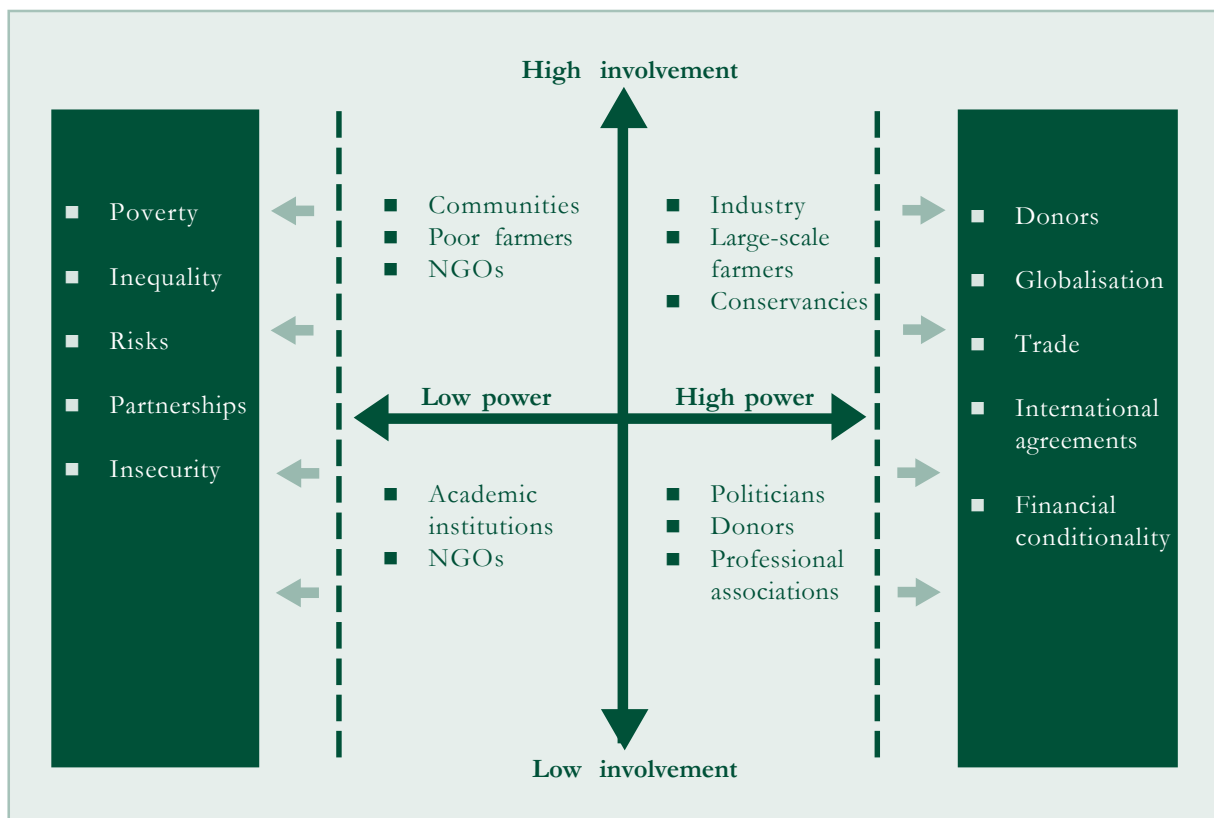 High involvement
Poverty
Inequality
Risks
Partnerships
Insecurity
Communities
Poor farmers
NGOs
Industry
Large-scale
farmers
Conservancies
Low power
High power
Academic
institutions
NGOs
Politicians
Donors
Professional
associations
Low involvement
Donors
Globalisation
Trade
International
agreements
Financial
conditionality